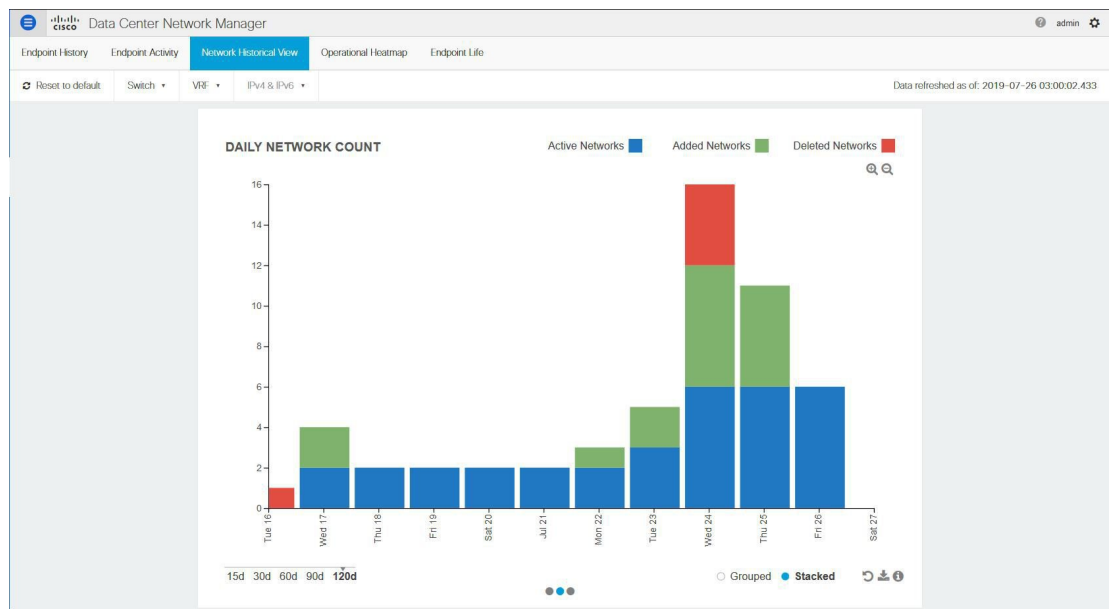 CISCO Data Center Network Manager admin
Endpoint History Endpoint Activity Network Historical View Operational Heatmap Endpoint Life
Reset to default Switch VRF IPv4 & IPv6 Data refreshed as of: 2019-07-26 03:00:02.433
DAILY NETWORK COUNT Active Networks Added Networks Deleted Networks
16
14
12
10
8
6
4
2
0
Tue 16 Wed 17 Thu 18 Fri 19 Sat 20 Jul 21 Mon 22 Tue 23 Wed 24 Thu 25 Fri 26 Sat 27
15d 30d 60d 90d 120d Grouped Stacked